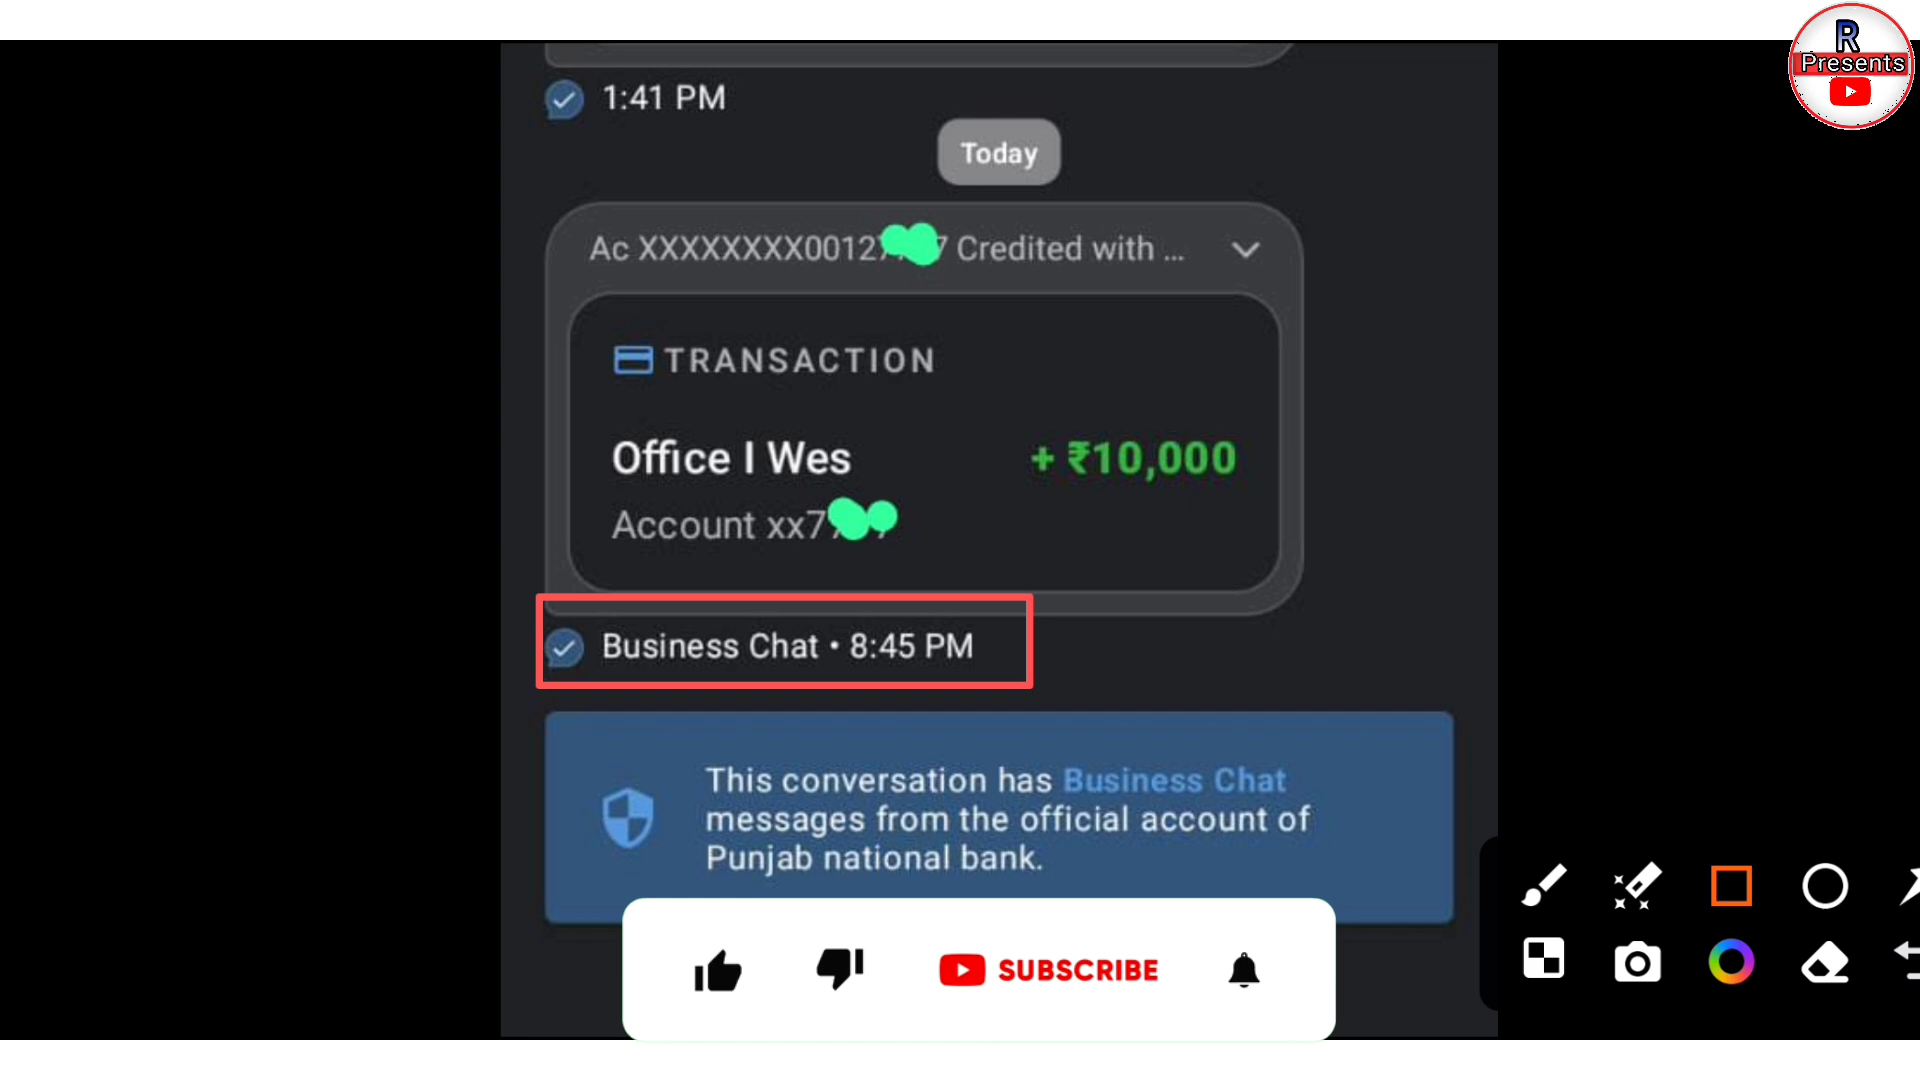 R
Presents
1:41 PM
Today
Ac XXXXXXXX0012 Credited with ...
TRANSACTION
Office I Wes
+ ₹10,000
Account xx7
Business Chat • 8:45 PM
This conversation has Business Chat
messages from the official account of
Punjab national bank.
SUBSCRIBE